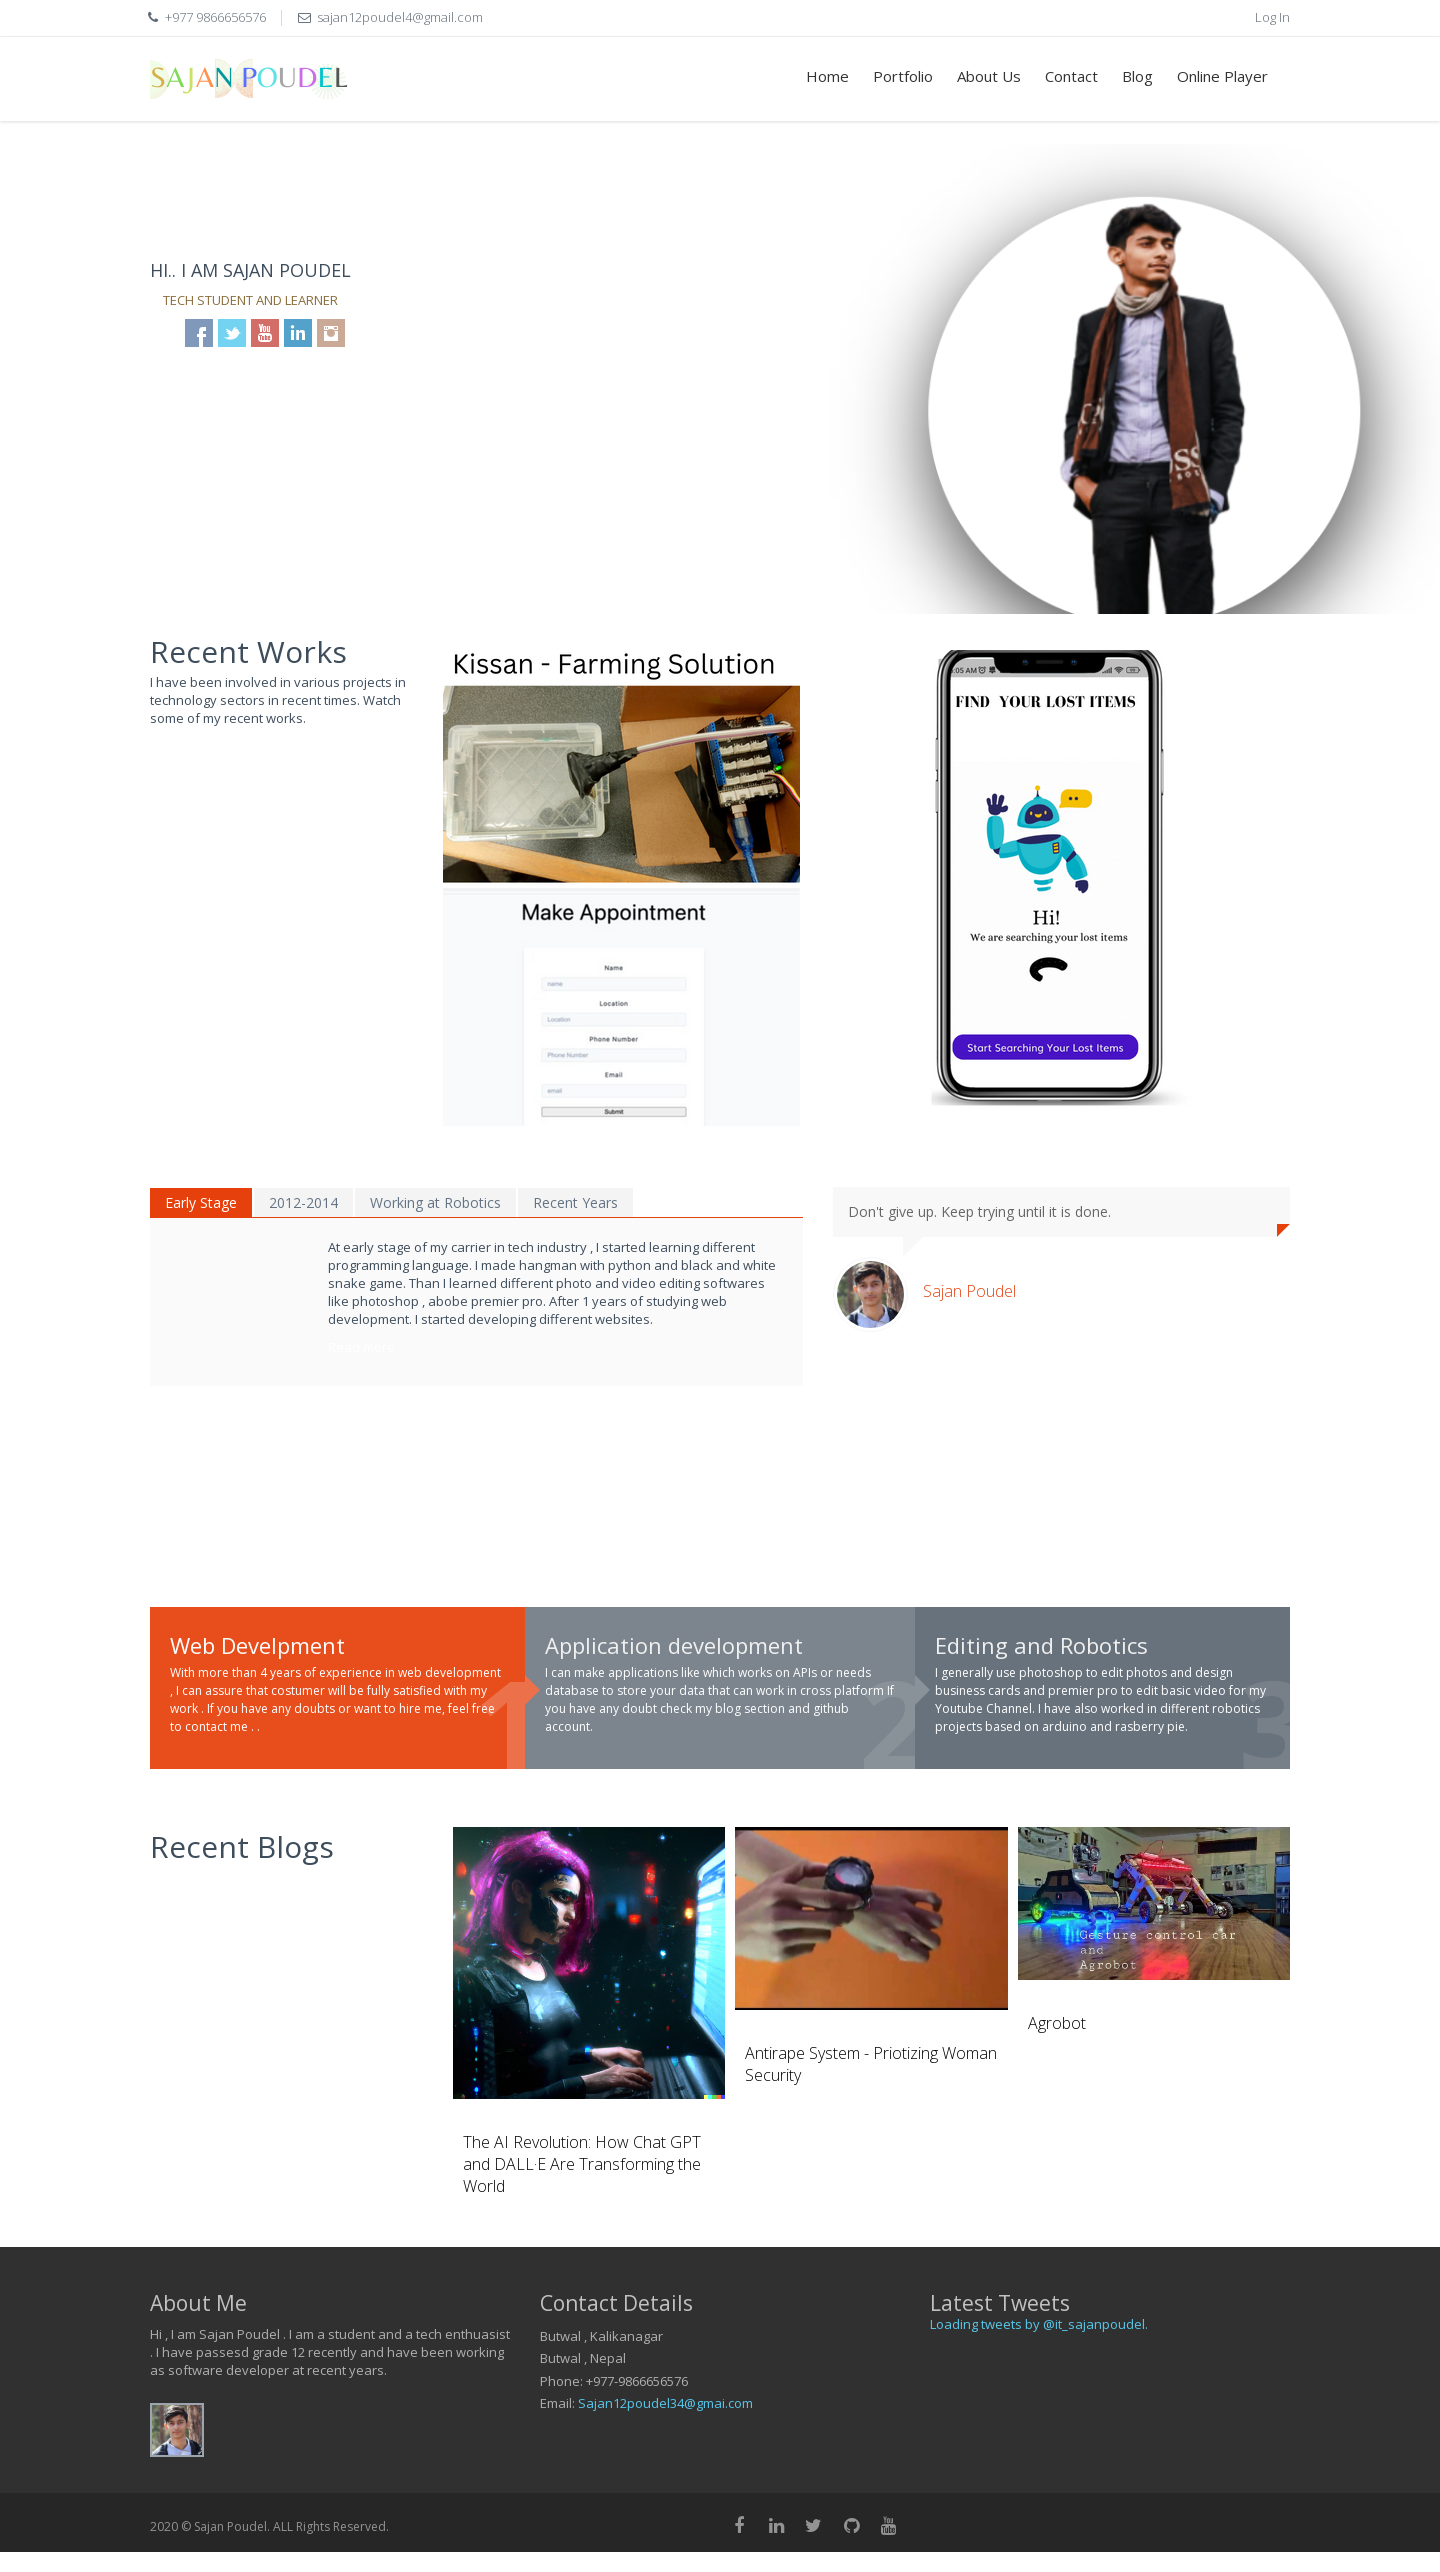 +977 9866656576
sajan12poudel4@gmail.com
Log In
SAJAN POUDEL
Home
Portfolio
About Us
Contact
Blog
Online Player
HI.. I AM SAJAN POUDEL
TECH STUDENT AND LEARNER
Recent Works
I have been involved in various projects in
technology sectors in recent times. Watch
some of my recent works.
Kissan - Farming Solution
Make Appointment
Name
name
Location
Location
Phone Number
Phone Number
Email
email
Submit
:05 AM
FIND YOUR LOST ITEMS
Hi!
We are searching your lost items
Start Searching Your Lost Items
Early Stage
2012-2014
Working at Robotics
Recent Years
At early stage of my carrier in tech industry , I started learning different
programming language. I made hangman with python and black and white
snake game. Than I learned different photo and video editing softwares
like photoshop , abobe premier pro. After 1 years of studying web
development. I started developing different websites.
Don't give up. Keep trying until it is done.
Sajan Poudel
Web Develpment
With more than 4 years of experience in web development
, I can assure that costumer will be fully satisfied with my
work . If you have any doubts or want to hire me, feel free
to contact me . .
1
Application development
I can make applications like which works on APIs or needs
database to store your data that can work in cross platform If
you have any doubt check my blog section and github
account.
2
Editing and Robotics
I generally use photoshop to edit photos and design
business cards and premier pro to edit basic video for my
Youtube Channel. I have also worked in different robotics
projects based on arduino and rasberry pie.
3
Recent Blogs
Gesture control car
and
Agrobot
The AI Revolution: How Chat GPT
and DALL·E Are Transforming the
World
Antirape System - Priotizing Woman
Security
Agrobot
About Me
Hi , I am Sajan Poudel . I am a student and a tech enthuasist
. I have passesd grade 12 recently and have been working
as software developer at recent years.
Contact Details
Butwal , Kalikanagar
Butwal , Nepal
Phone: +977-9866656576
Email: Sajan12poudel34@gmai.com
Latest Tweets
Loading tweets by @it_sajanpoudel.
2020 © Sajan Poudel. ALL Rights Reserved.